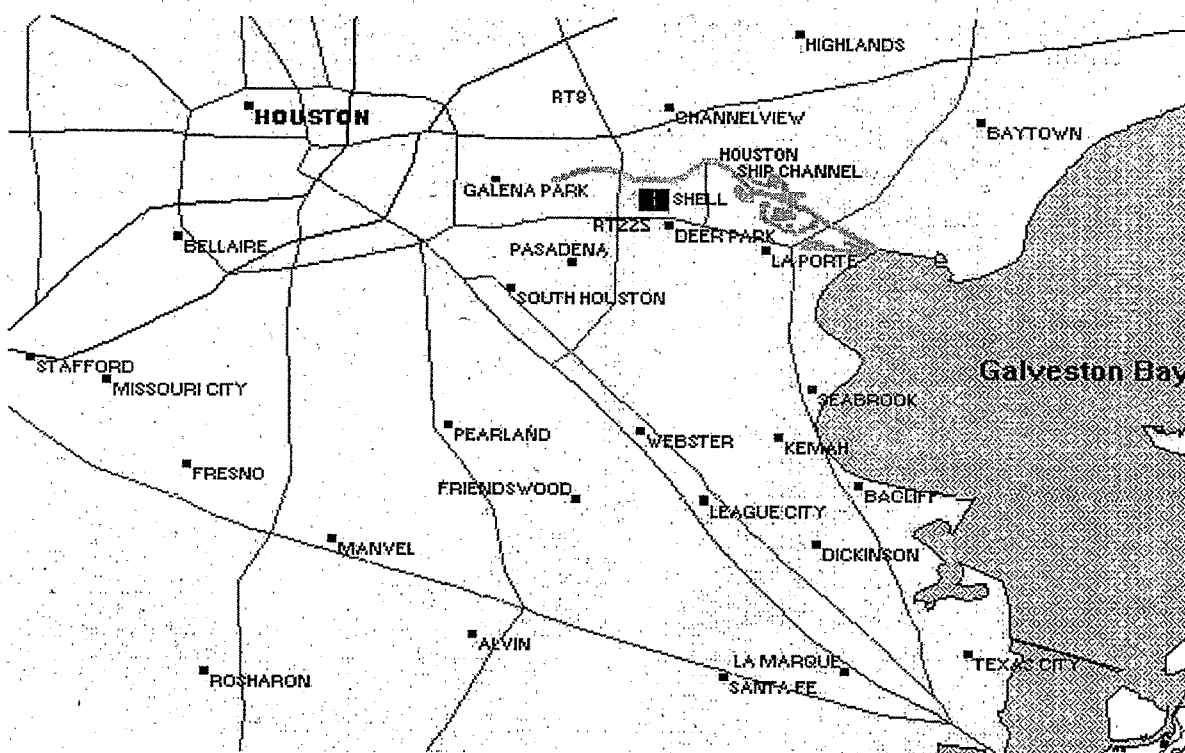 HIGHLANDS
RT8
HOUSTON
CHANNELVIEW
BAYTOWN
HOUSTON
SHIP CHANNEL
GALENA PARK
SHELL
RT225
DEER PARK
BELLAIRE
PASADENA
LA PORTE
SOUTH HOUSTON
STAFFORD
MISSOURI CITY
Galveston Bay
SEABROOK
PEARLAND
WEBSTER
KEMAH
FRESNO
FRIENDSWOOD
BACLIFF
LEAGUE CITY
MANVEL
DICKINSON
ALVIN
LA MARQUE
TEXAS CITY
ROSHARON
SANTA FE